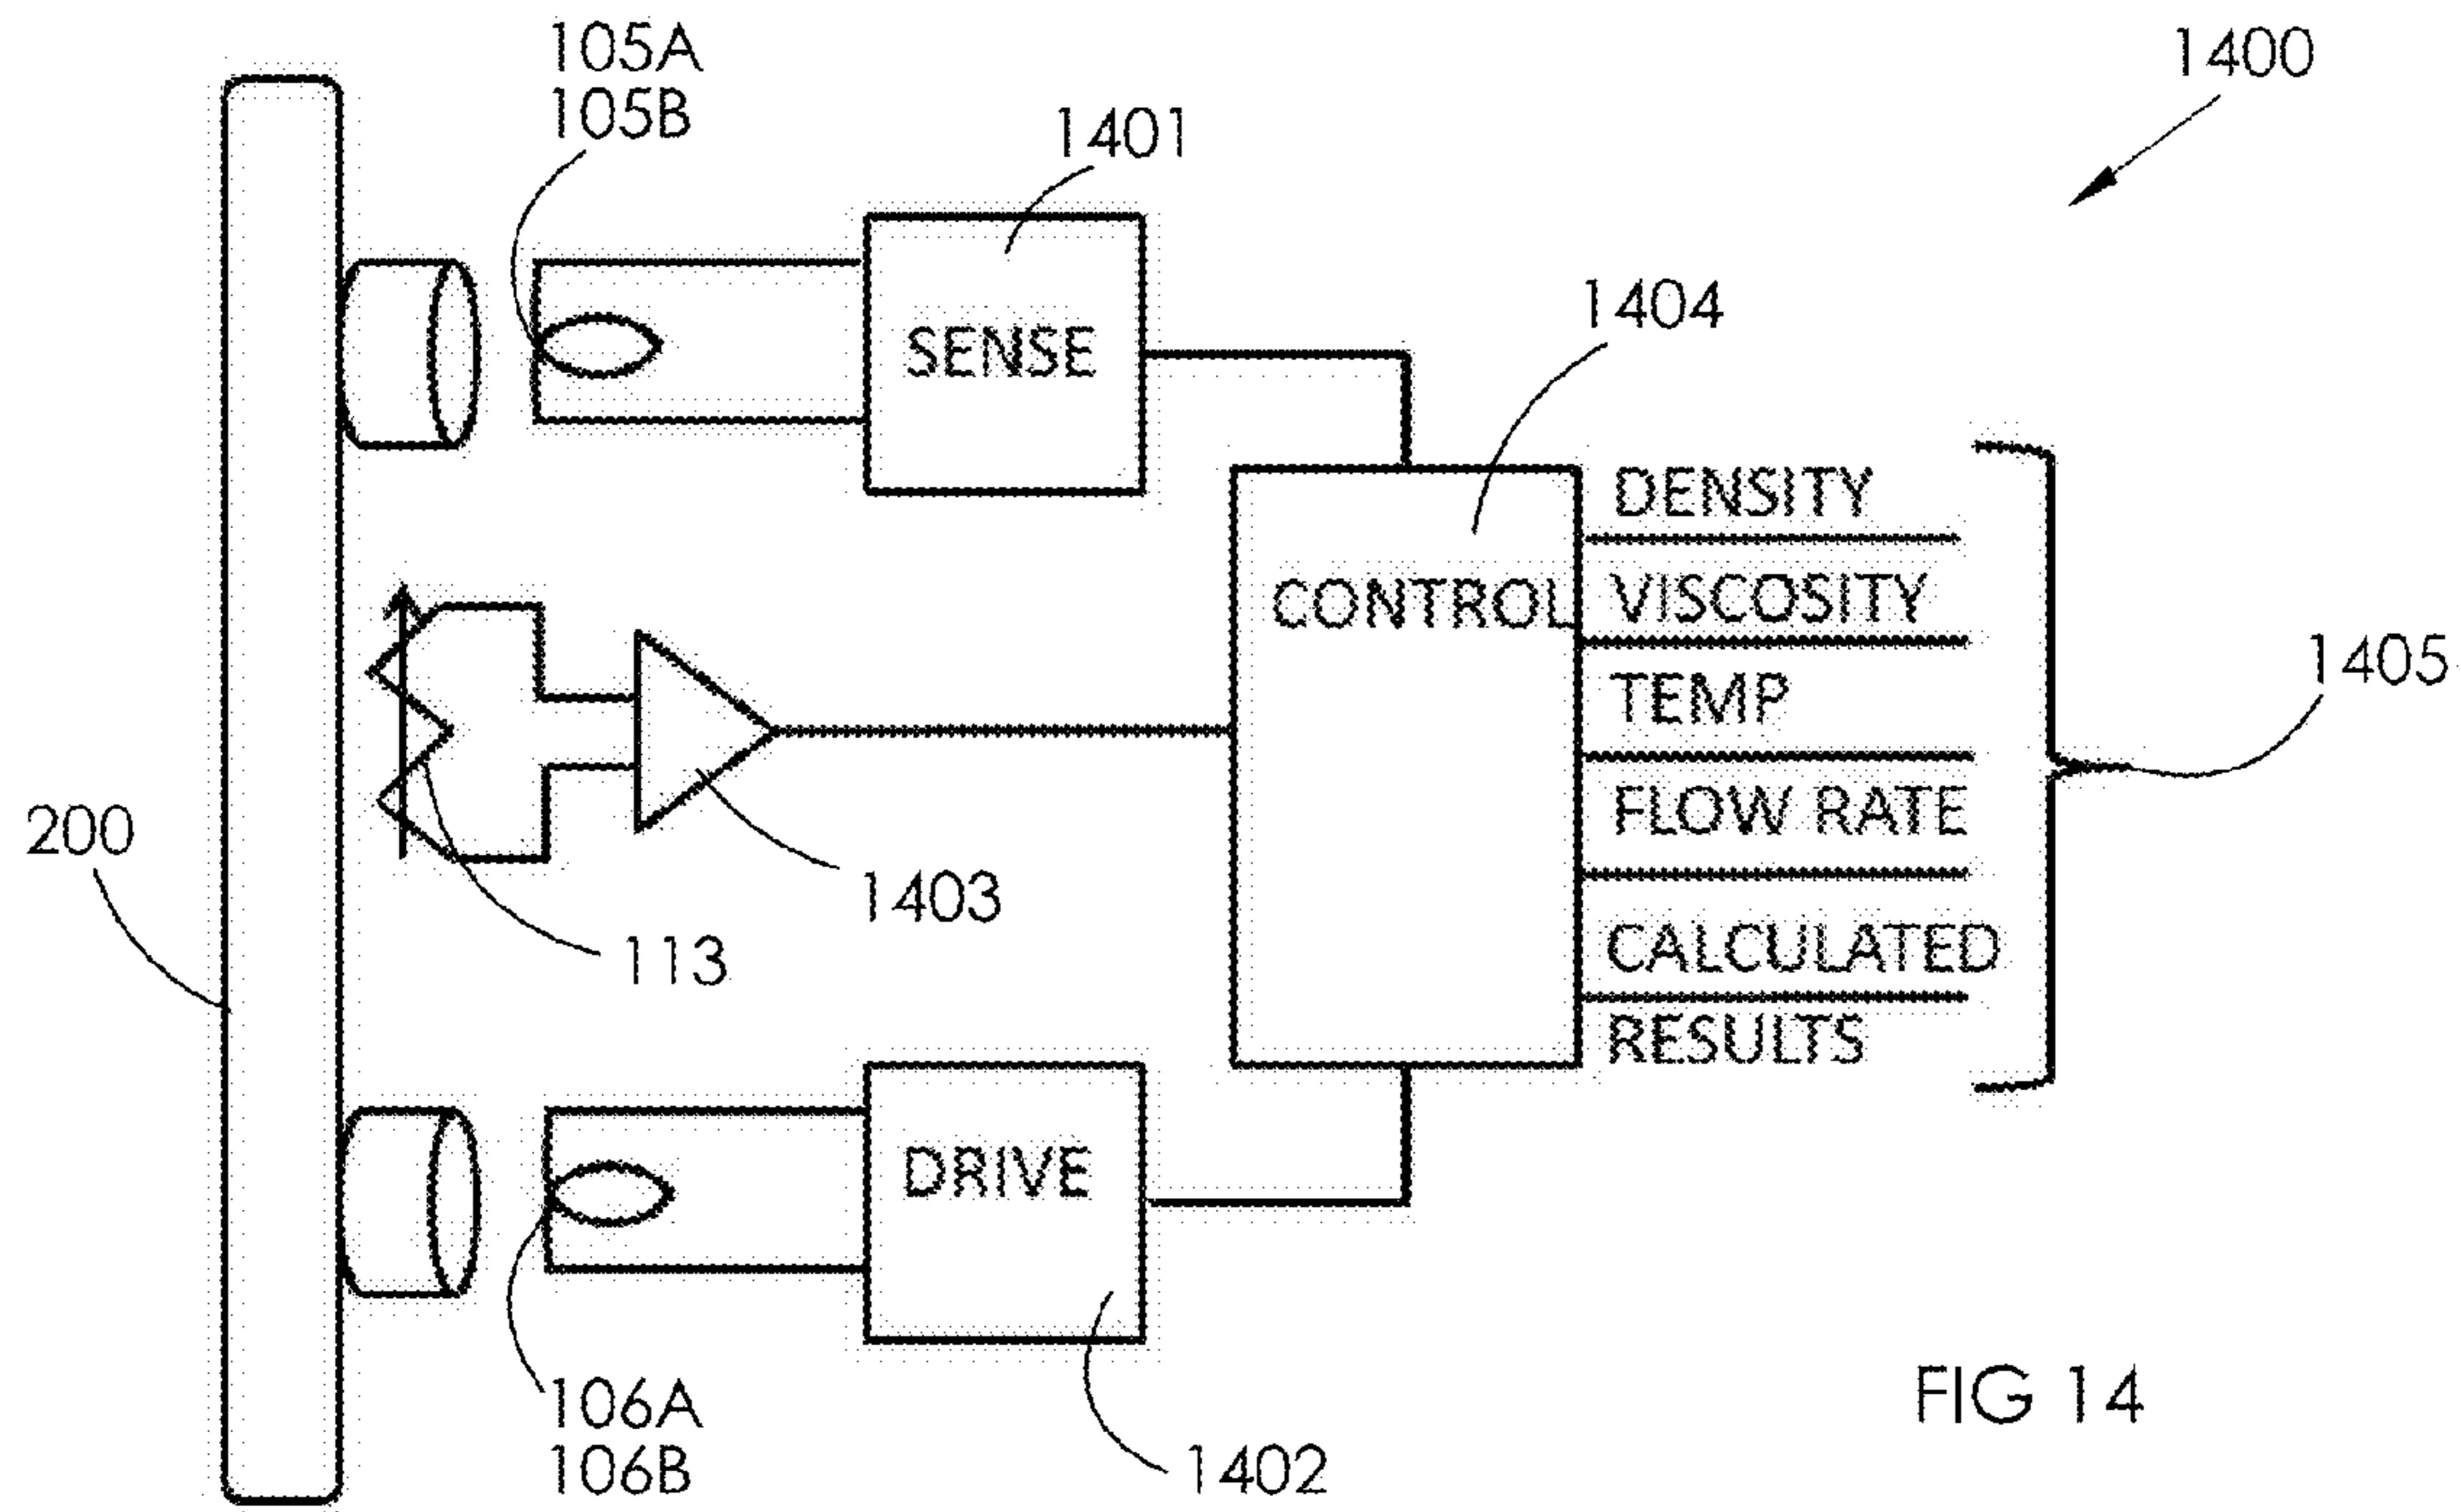 105A
105B
1400
1401
SENSE
1404
DENSITY
CONTROL
VISCOSITY
TEMP
1405
FLOW RATE
200
1403
113
CALCULATED
RESULTS
DRIVE
106A
106B
1402
FIG 14